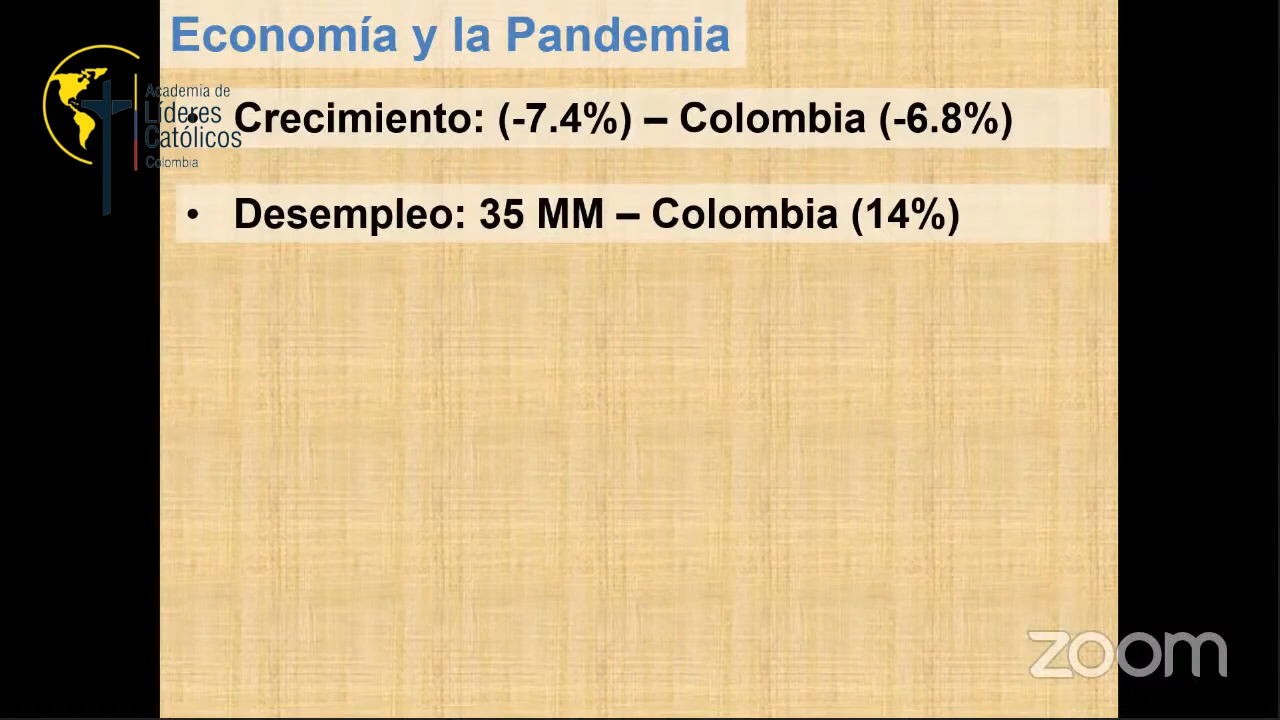 Economía y la Pandemia
Academia de
Líderes
Católicos
Colombia
• Crecimiento: (-7.4%) – Colombia (-6.8%)
• Desempleo: 35 MM – Colombia (14%)
zoom